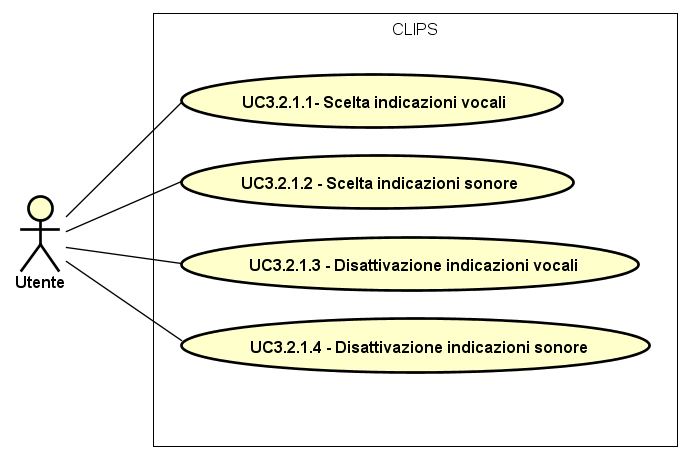 CLIPS
UC3.2.1.1- Scelta indicazioni vocali
UC3.2.1.2 - Scelta indicazioni sonore
UC3.2.1.3 - Disattivazione indicazioni vocali
Utente
UC3.2.1.4 - Disattivazione indicazioni sonore